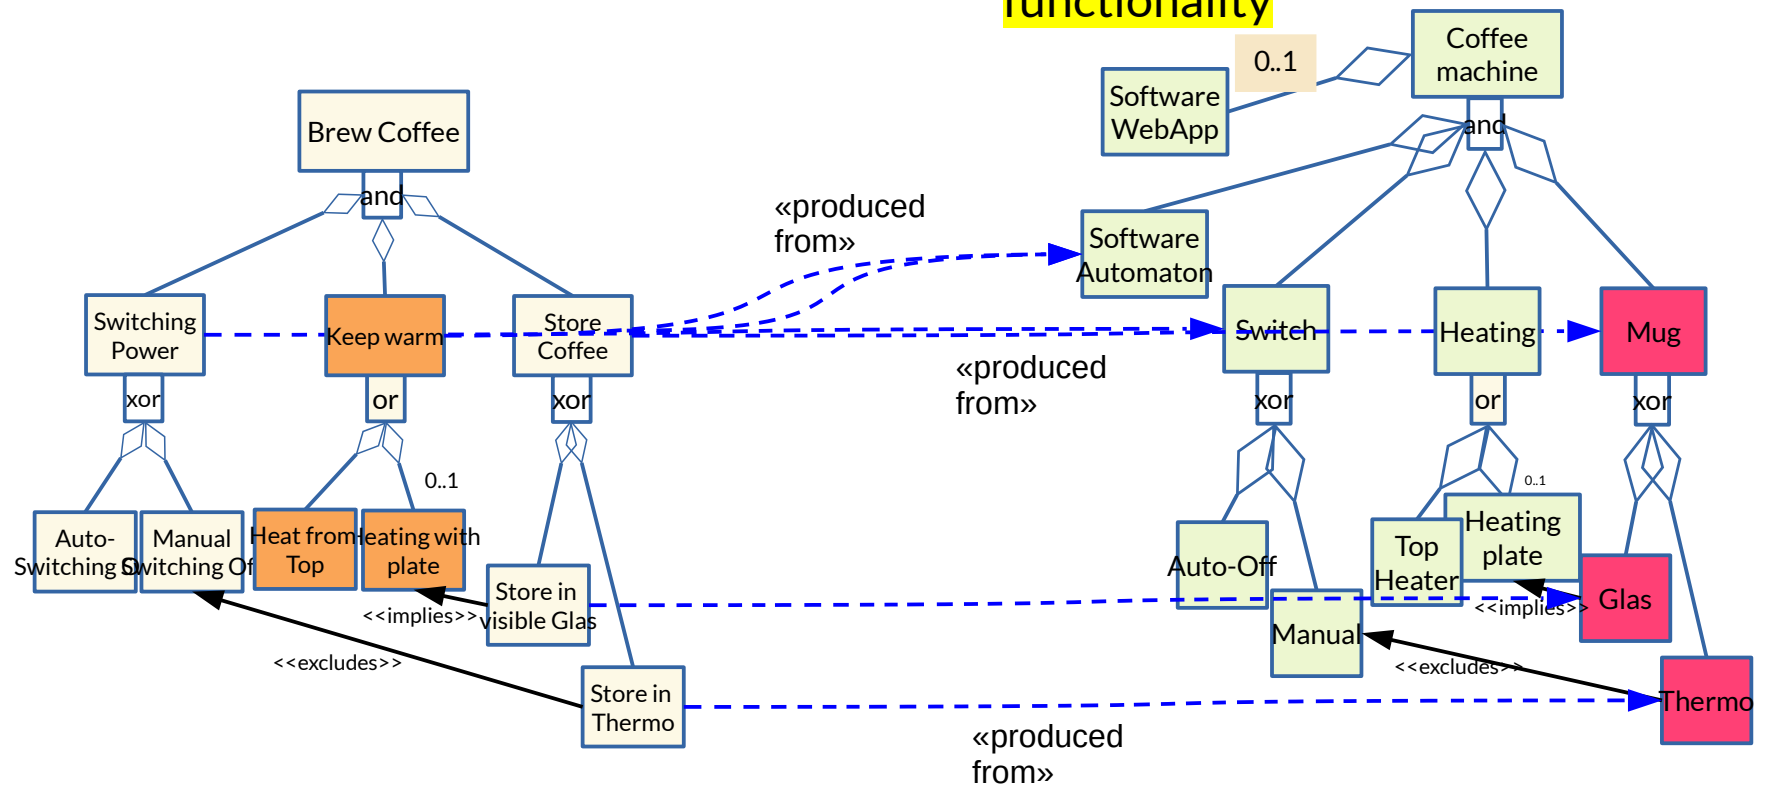 functionality
Coffee
machine
0..1
Software
WebApp
and
Brew Coffee
and
«produced
from»
Software
Automaton
Switching
Power
Keep warm
Store
Coffee
Switch
Heating
Mug
«produced
from»
xor
or
xor
xor
or
xor
0..1
0..1
Auto-
Switching
Manual
Switching Of
Heat from
Top
eating with
plate
Heating
plate
Top
Heater
Auto-Off
Store in
visible Glas
<<implies>>
<<implies>>
Glas
Manual
<<excludes>>
<<excludes>>
Store in
Thermo
Thermo
«produced
from»